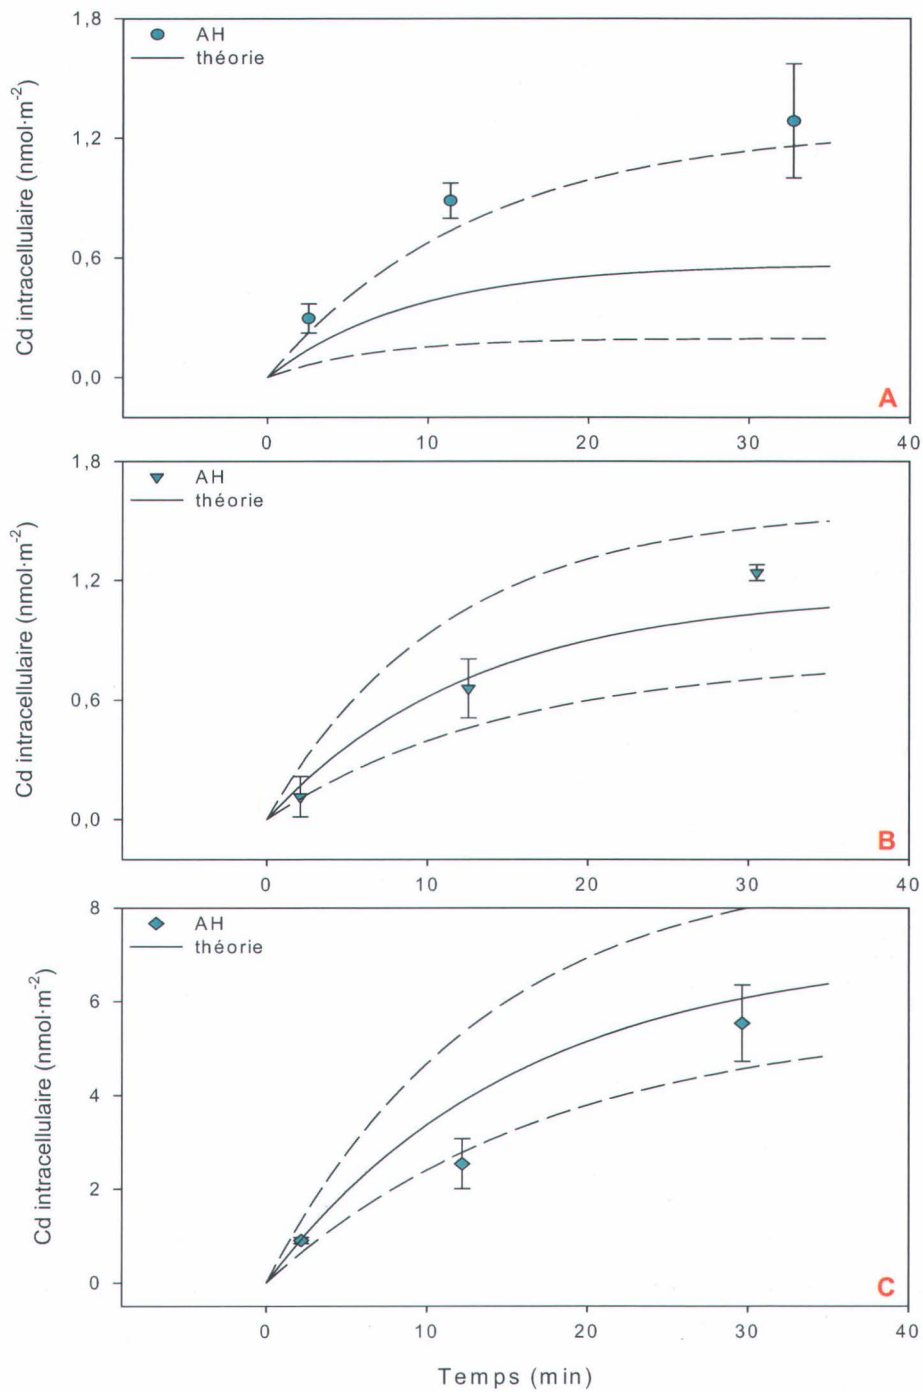 1,8
AH
théorie
1,2
0,6
0,0
Cd intracellulaire (nmol·m-2)
A
0 10 20 30 40
1,8
AH
théorie
1,2
0,6
0,0
Cd intracellulaire (nmol·m-2)
B
0 10 20 30 40
8
AH
théorie
6
4
2
0
Cd intracellulaire (nmol·m-2)
C
0 10 20 30 40
Temps (min)